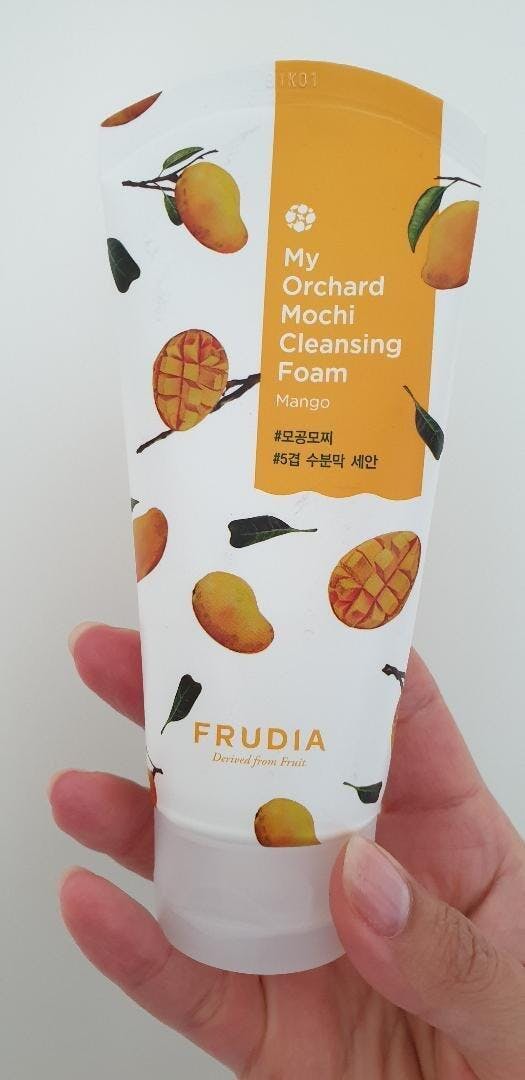 My
Orchard
Mochi
Cleansing
Foam
Mango
#모공모찌
#5겹 수분막 세안
FRUDIA
Derived from Fruit